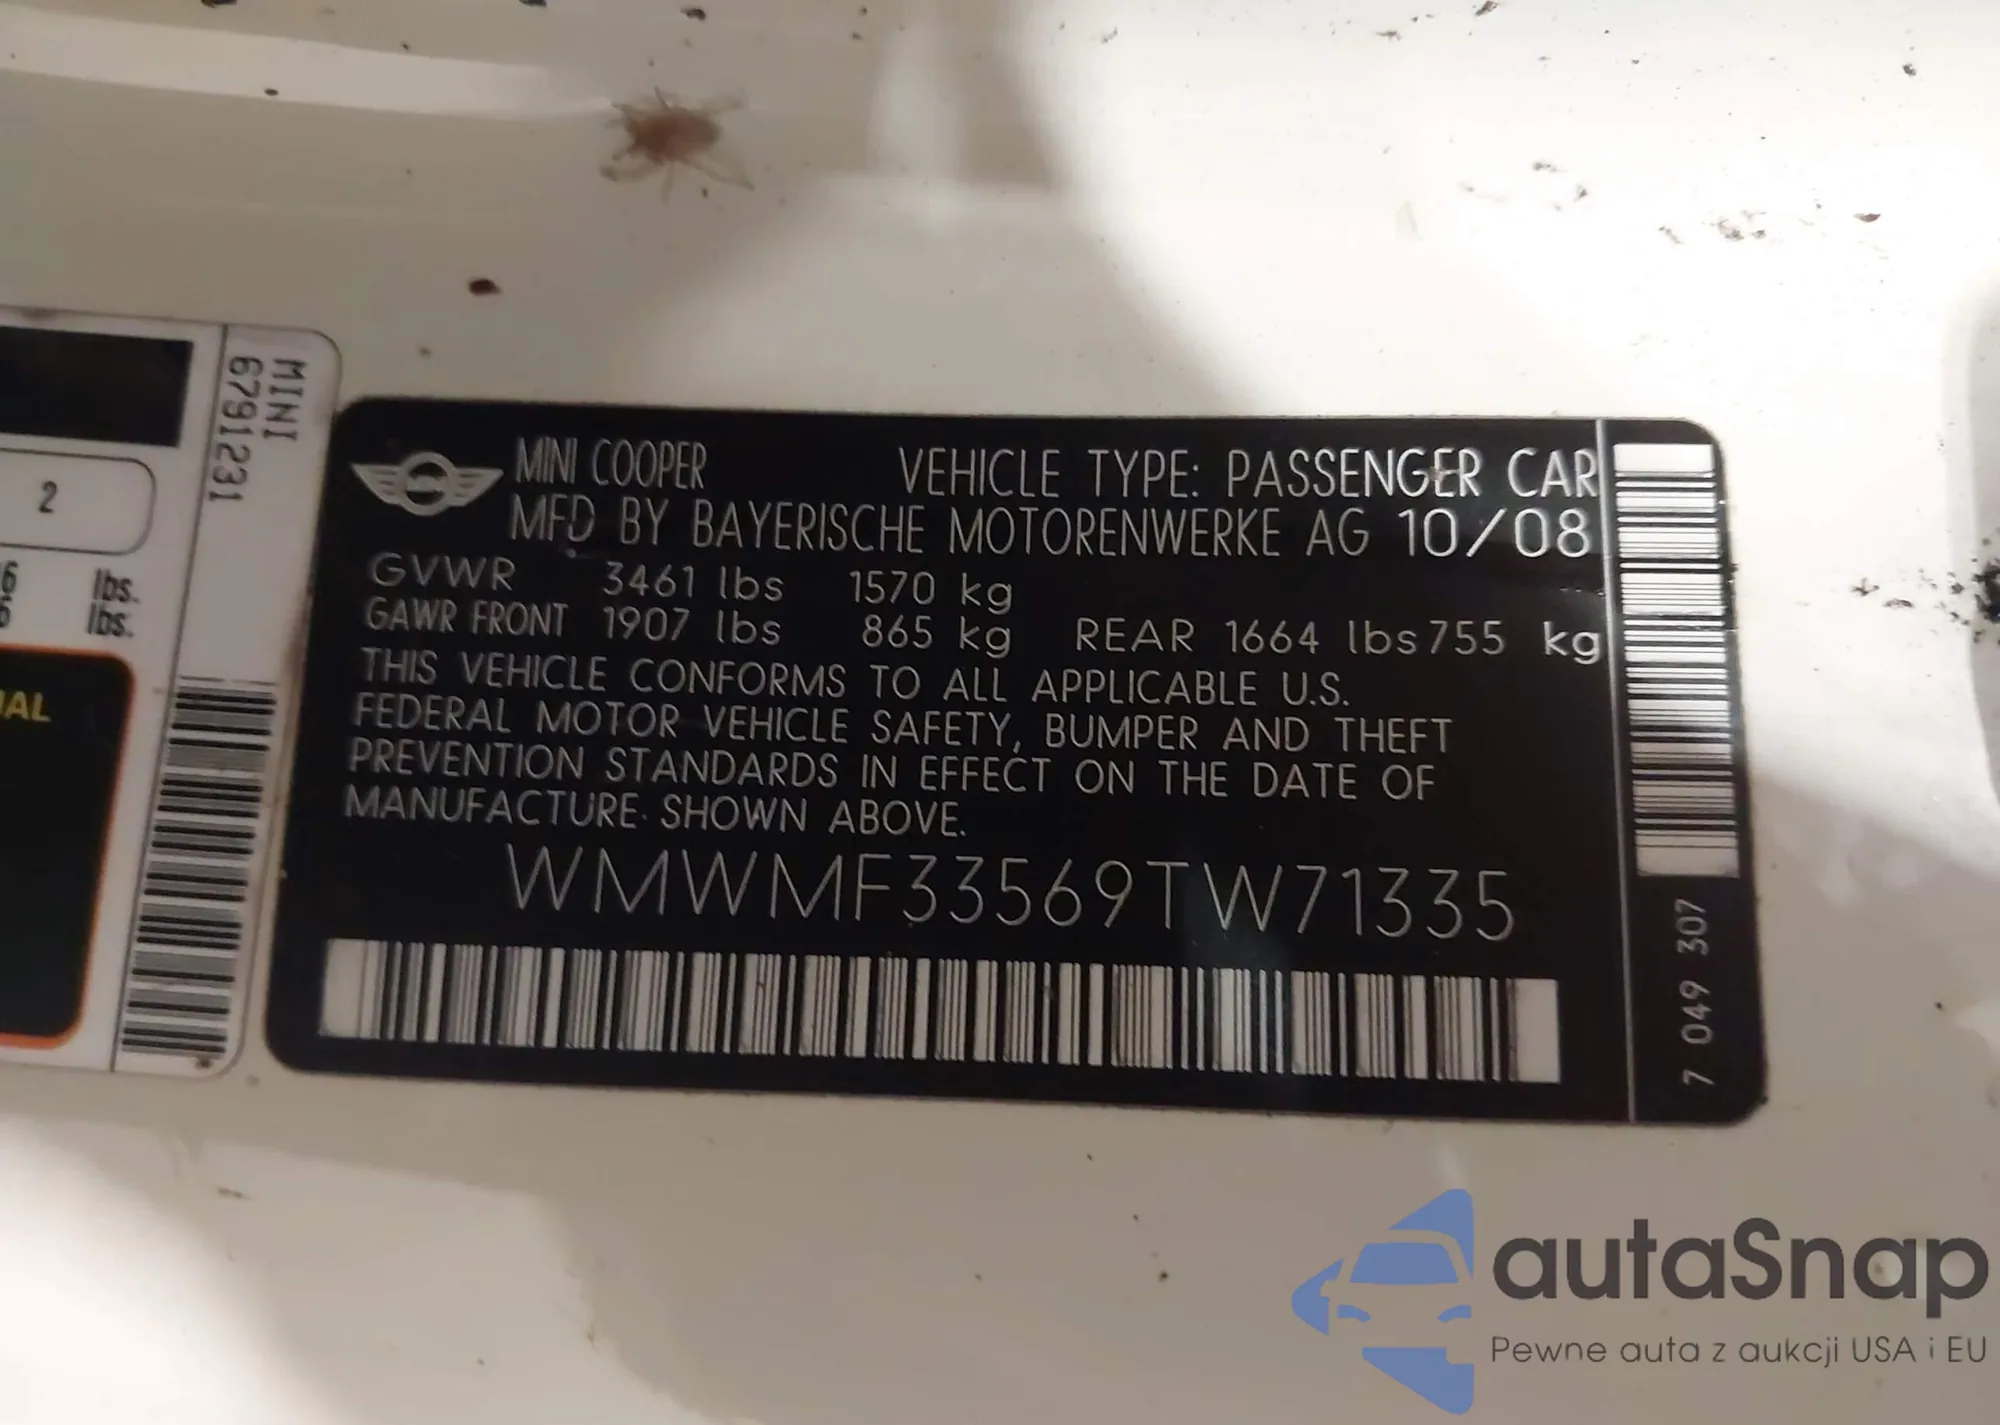 MINI
6791231
2
6 lbs.
6 lbs.
IAL
MINI COOPER VEHICLE TYPE: PASSENGER CAR
MFD BY BAYERISCHE MOTORENWERKE AG 10/08
GVWR 3461 lbs 1570 kg
GAWR FRONT 1907 lbs 865 kg REAR 1664 lbs 755 kg
THIS VEHICLE CONFORMS TO ALL APPLICABLE U.S.
FEDERAL MOTOR VEHICLE SAFETY, BUMPER AND THEFT
PREVENTION STANDARDS IN EFFECT ON THE DATE OF
MANUFACTURE SHOWN ABOVE.
WMWMF33569TW71335
7 049 307
autaSnap
Pewne auta z aukcji USA i EU